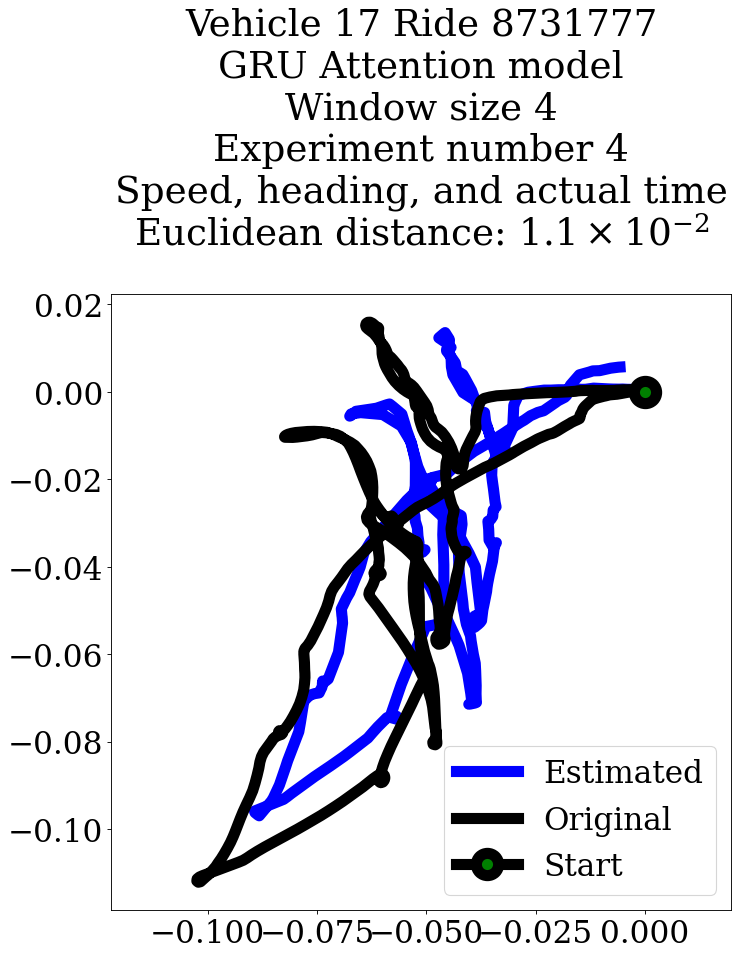 Vehicle 17 Ride 8731777
GRU Attention model
Window size 4
Experiment number 4
Speed, heading, and actual time
Euclidean distance: 1.1 × 10⁻²
0.02
0.00
−0.02
−0.04
−0.06
−0.08
−0.10
Estimated
Original
Start
−0.100 −0.075 −0.050 −0.025 0.000